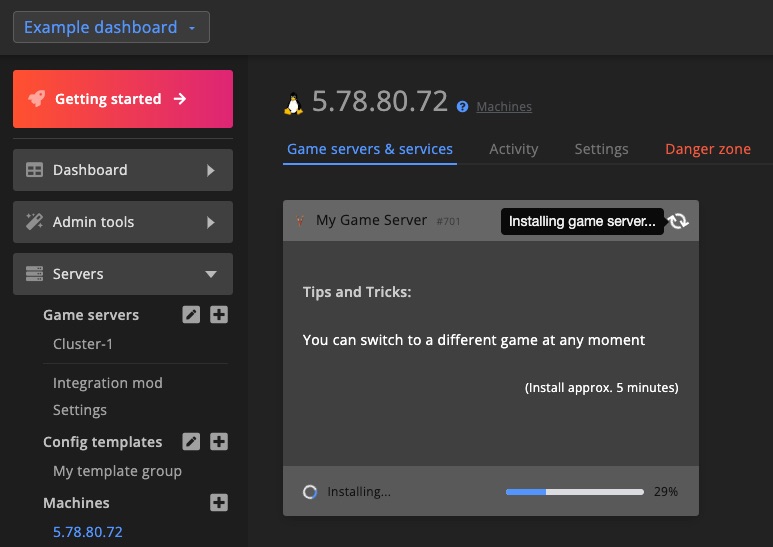 Example dashboard
Getting started
5.78.80.72 Machines
Game servers & services Activity Settings Danger zone
Dashboard
Admin tools
Servers
Game servers
Cluster-1
Integration mod
Settings
Config templates
My template group
Machines
5.78.80.72
My Game Server #701 Installing game server...
Tips and Tricks:
You can switch to a different game at any moment
(Install approx. 5 minutes)
Installing... 29%